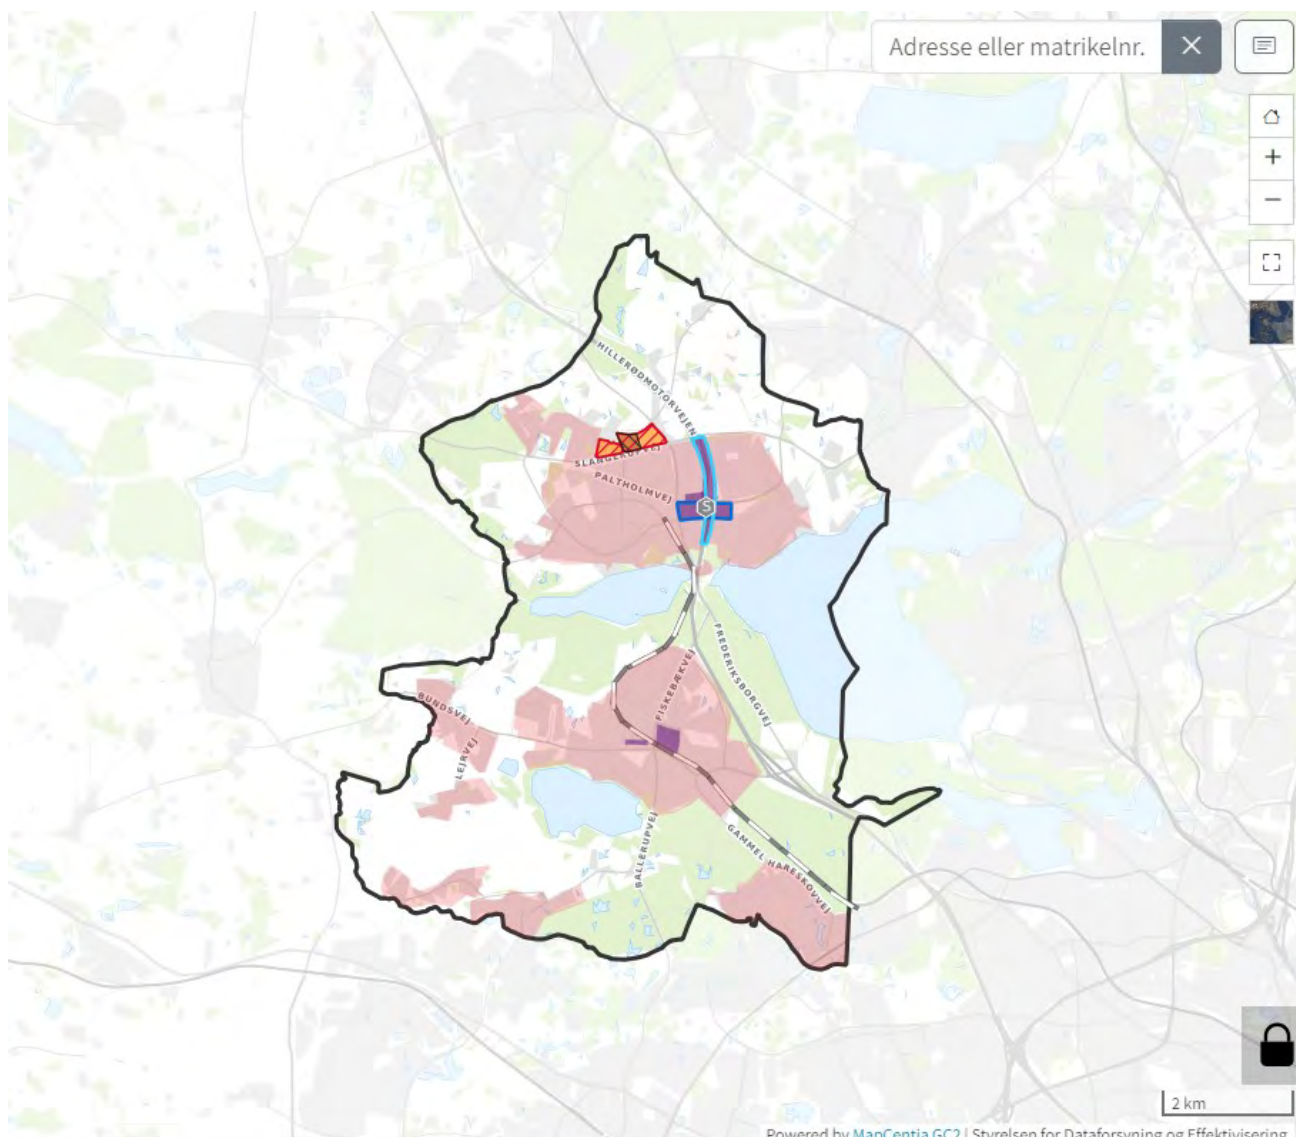 Adresse eller matrikelnr.
HILLERØDMOTORVEJEN
SLANGERUPVEJ
PALTHOLMVEJ
S
FREDERIKSBORGVEJ
FISKEBÆKVEJ
BUNDSVEJ
LEJRVEJ
BALLERUPVEJ
GAMMEL HARESKOVVEJ
2 km
Powered by MapCentia GC2 | Styrelsen for Dataforsyning og Effektivisering